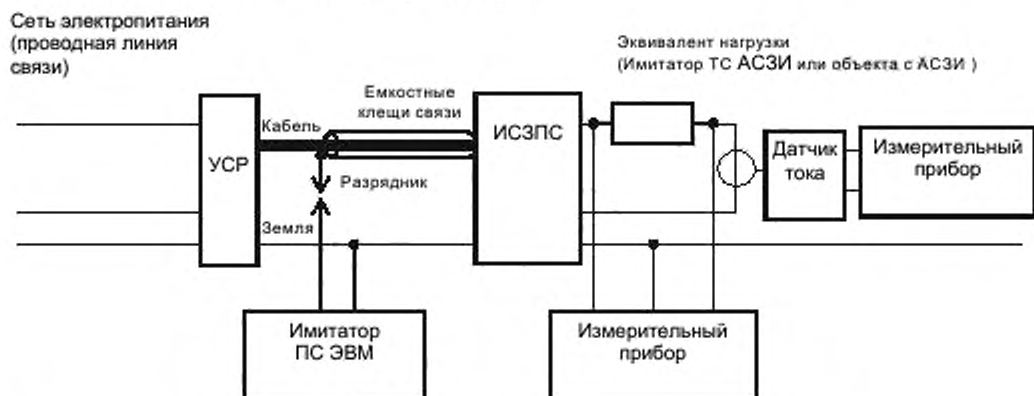 Сеть электропитания
(проводная линия
связи)
Эквивалент нагрузки
(Имитатор ТС АСЗИ или объекта с АСЗИ )
Емкостные
клещи связи
Кабель
УСР
ИСЗПС
Датчик
тока
Измерительный
прибор
Разрядник
Земля
Имитатор
ПС ЭВМ
Измерительный
прибор